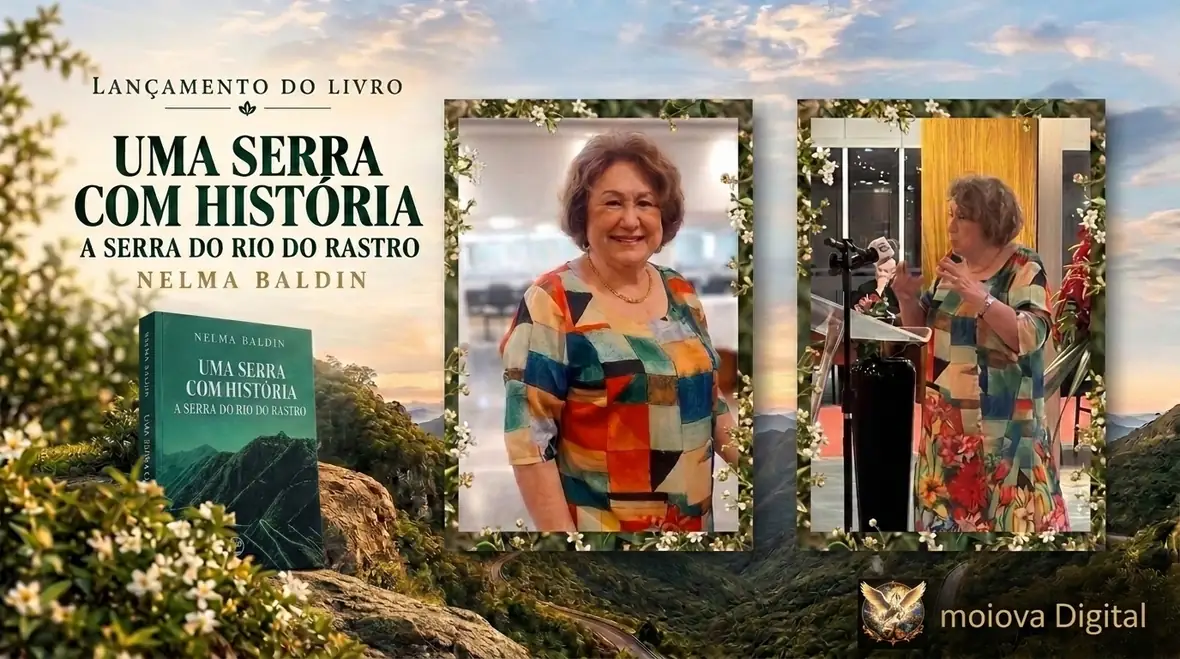 LANÇAMENTO DO LIVRO
UMA SERRA
COM HISTÓRIA
A SERRA DO RIO DO RASTRO
NELMA BALDIN
NELMA BALDIN
UMA SERRA
COM HISTÓRIA
A SERRA DO RIO DO RASTRO
moiova Digital